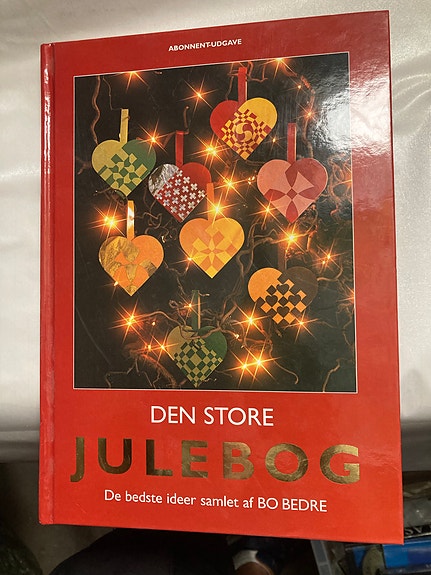 ABONNENT-UDGAVE
DEN STORE
JULEBOG
De bedste ideer samlet af BO BEDRE